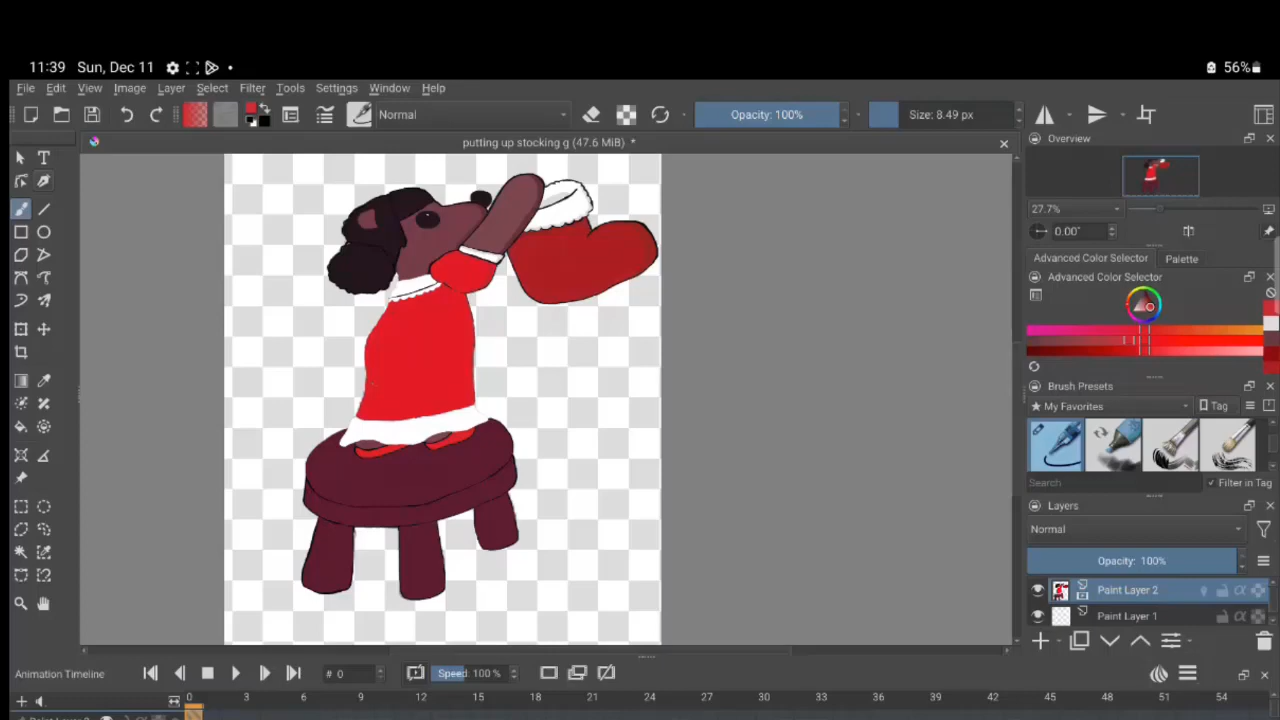 11:39 Sun, Dec 11 56%
File Edit View Image Layer Select Filter Tools Settings Window Help
Normal Opacity: 100% Size: 8.49 px
putting up stocking g (47.6 MiB) *
Overview
27.7%
0.00°
Advanced Color Selector Palette
Advanced Color Selector
Brush Presets
★ My Favorites Tag
Search Filter in Tag
Layers
Normal
Opacity: 100%
Paint Layer 2
Paint Layer 1
Animation Timeline # 0 Speed: 100 %
0 3 6 9 12 15 18 21 24 27 30 33 36 39 42 45 48 51 54